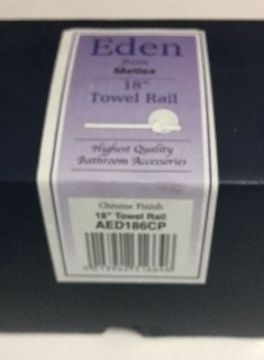 Eden
from
Metlex
18"
Towel Rail
Highest Quality
Bathroom Accessories
Chrome Finish
18" Towel Rail
AED186CP